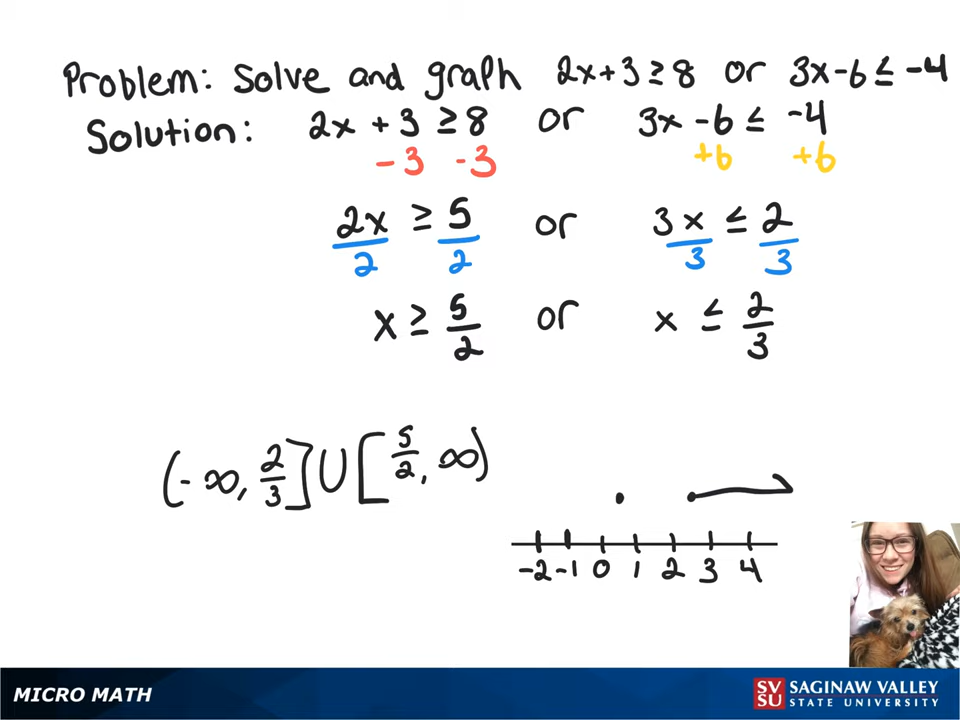 Problem: Solve and graph 2x+3≥8 or 3x-6≤-4
Solution: 2x+3≥8 or 3x-6≤-4
-3 -3 +6 +6
2x ≥ 5 or 3x ≤ 2
2 2 3 3
x ≥ 5/2 or x ≤ 2/3
(-∞, 2/3] U [5/2, ∞)
-2 -1 0 1 2 3 4
MICRO MATH
SV SU SAGINAW VALLEY
STATE UNIVERSITY